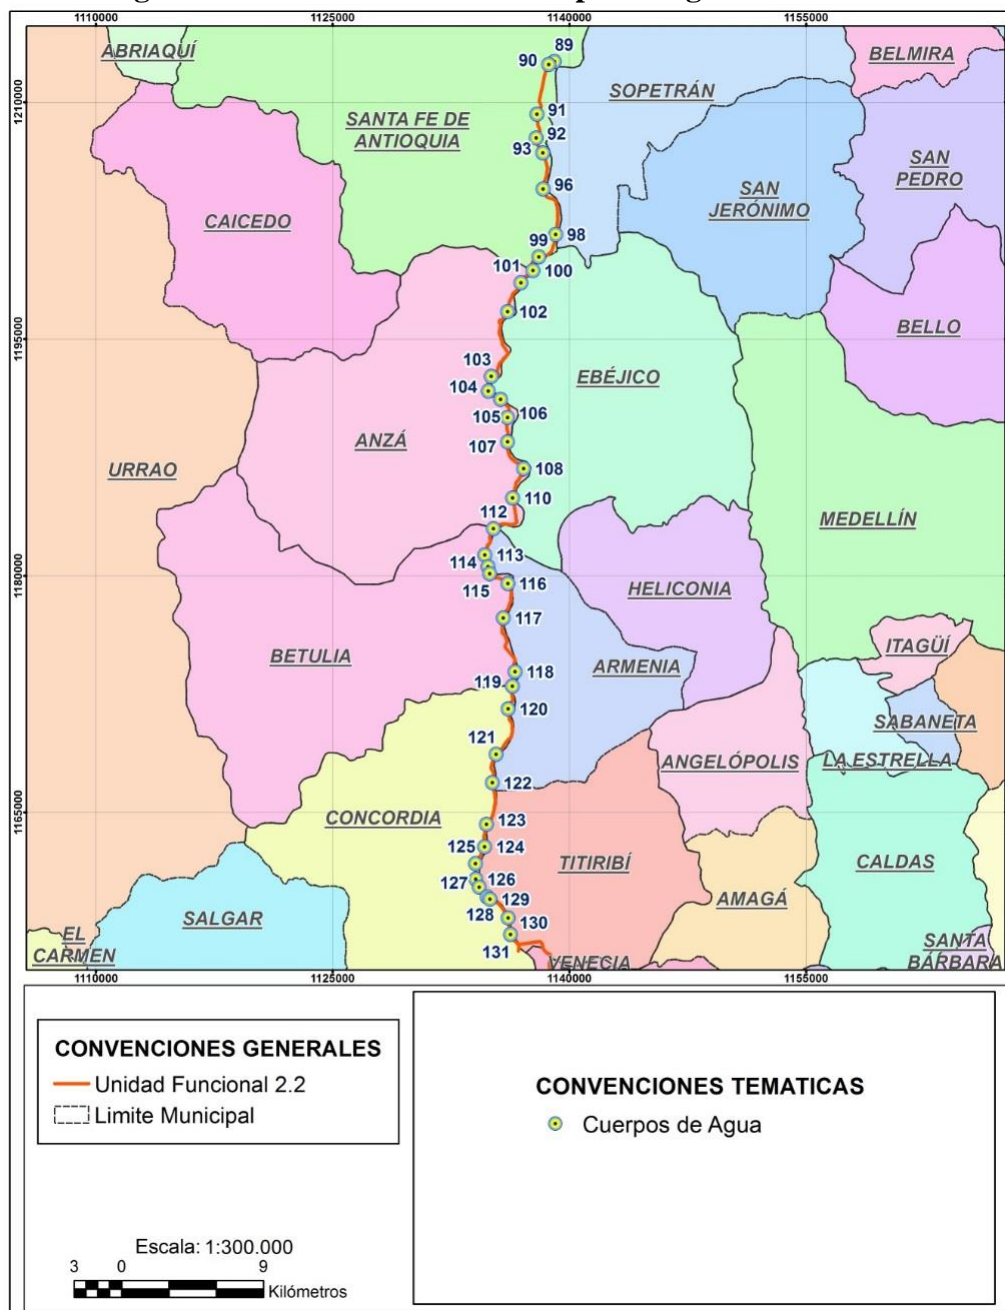 1110000 1125000 1140000 1155000
ABRIAQUÍ
89
90
BELMIRA
SOPETRÁN
1210000
SANTA FE DE
ANTIOQUIA
91
92
93
SAN
PEDRO
96
SAN
JERÓNIMO
CAICEDO
98
99
100
101
102
BELLO
1195000
103
EBÉJICO
104
106
105
ANZÁ
107
URRAO
108
110
112
MEDELLÍN
113
114
1180000
115
116
HELICONIA
117
ITAGÜÍ
BETULIA
118
ARMENIA
119
120
SABANETA
121
ANGELÓPOLIS
LA ESTRELLA
122
1165000
CONCORDIA
123
125
124
TITIRIBÍ
CALDAS
126
127
129
AMAGÁ
128
SALGAR
130
EL
CARMEN
131
SANTA
BÁRBARA
VENECIA
1110000 1125000 1140000 1155000
CONVENCIONES GENERALES
Unidad Funcional 2.2
Limite Municipal
CONVENCIONES TEMATICAS
Cuerpos de Agua
Escala: 1:300.000
3 0 9
Kilómetros